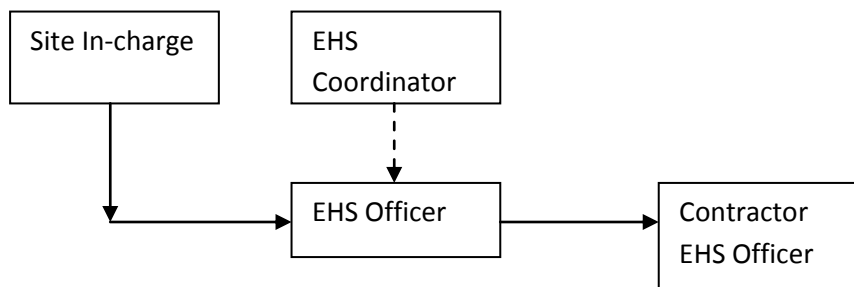 Site In-charge
EHS
Coordinator
EHS Officer
Contractor
EHS Officer